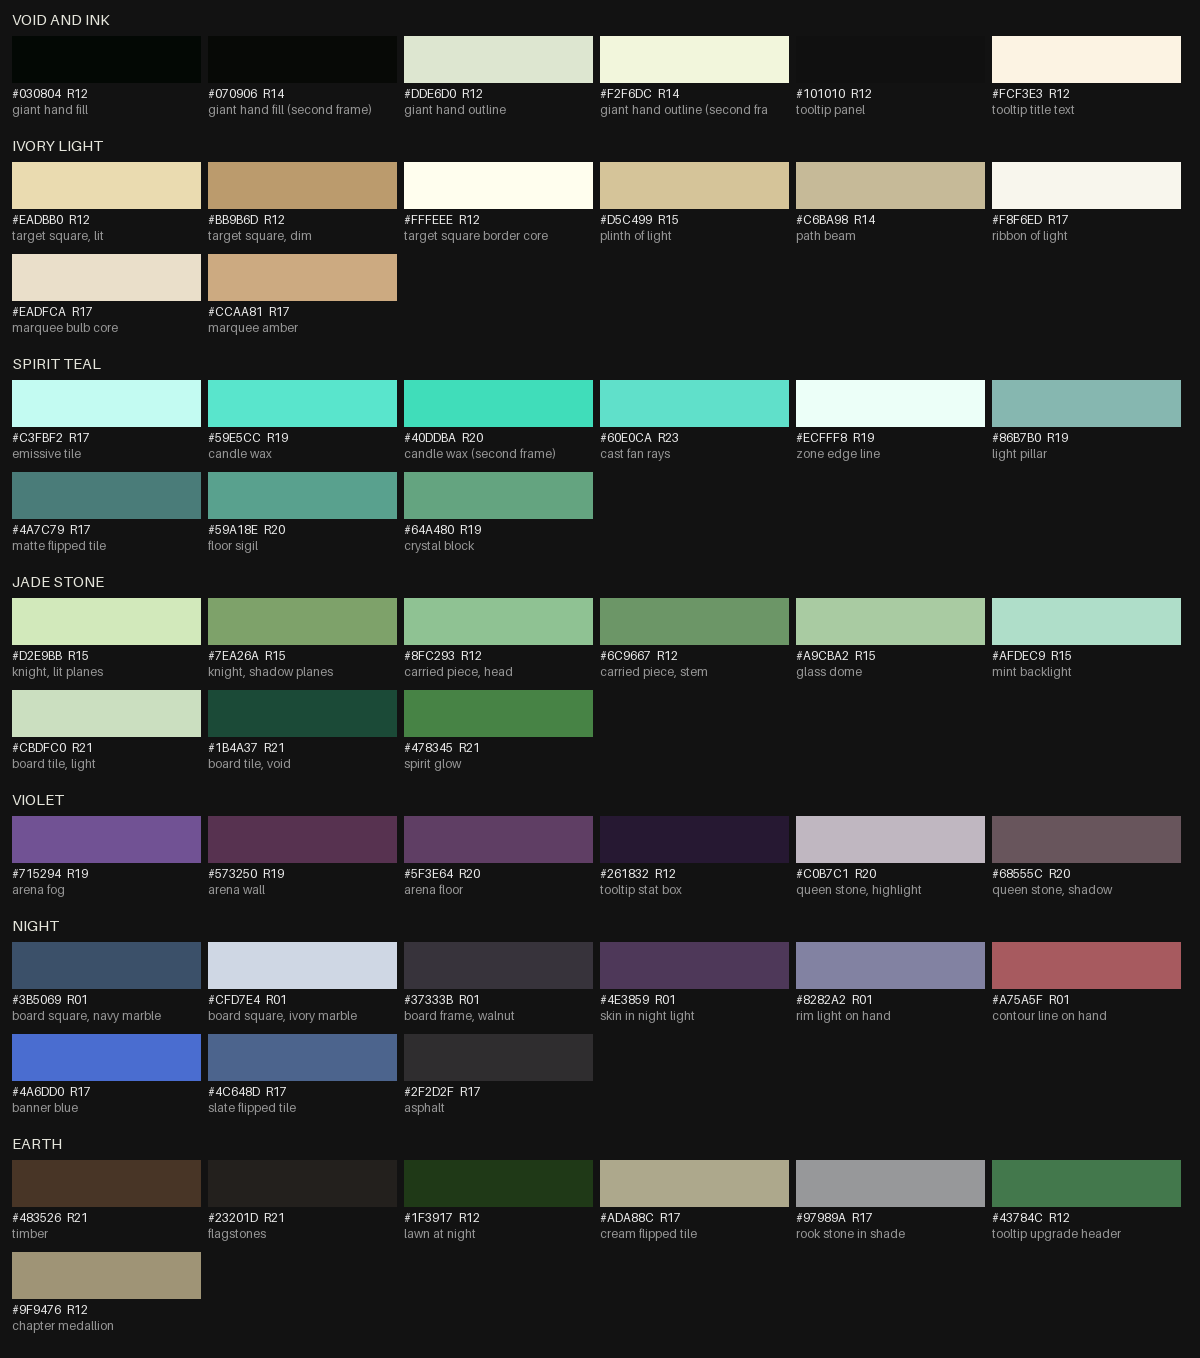 VOID AND INK
#030804 R12
giant hand fill
#070906 R14
giant hand fill (second frame)
#DDE6D0 R12
giant hand outline
#F2F6DC R14
giant hand outline (second fra
#101010 R12
tooltip panel
#FCF3E3 R12
tooltip title text
IVORY LIGHT
#EADBB0 R12
target square, lit
#BB9B6D R12
target square, dim
#FFFEEE R12
target square border core
#D5C499 R15
plinth of light
#C6BA98 R14
path beam
#F8F6ED R17
ribbon of light
#EADFCA R17
marquee bulb core
#CCAA81 R17
marquee amber
SPIRIT TEAL
#C3FBF2 R17
emissive tile
#59E5CC R19
candle wax
#40DDBA R20
candle wax (second frame)
#60E0CA R23
cast fan rays
#ECFFF8 R19
zone edge line
#86B7B0 R19
light pillar
#4A7C79 R17
matte flipped tile
#59A18E R20
floor sigil
#64A480 R19
crystal block
JADE STONE
#D2E9BB R15
knight, lit planes
#7EA26A R15
knight, shadow planes
#8FC293 R12
carried piece, head
#6C9667 R12
carried piece, stem
#A9CBA2 R15
glass dome
#AFDEC9 R15
mint backlight
#CBDFC0 R21
board tile, light
#1B4A37 R21
board tile, void
#478345 R21
spirit glow
VIOLET
#715294 R19
arena fog
#573250 R19
arena wall
#5F3E64 R20
arena floor
#261832 R12
tooltip stat box
#C0B7C1 R20
queen stone, highlight
#68555C R20
queen stone, shadow
NIGHT
#3B5069 R01
board square, navy marble
#CFD7E4 R01
board square, ivory marble
#37333B R01
board frame, walnut
#4E3859 R01
skin in night light
#8282A2 R01
rim light on hand
#A75A5F R01
contour line on hand
#4A6DD0 R17
banner blue
#4C648D R17
slate flipped tile
#2F2D2F R17
asphalt
EARTH
#483526 R21
timber
#23201D R21
flagstones
#1F3917 R12
lawn at night
#ADA88C R17
cream flipped tile
#97989A R17
rook stone in shade
#43784C R12
tooltip upgrade header
#9F9476 R12
chapter medallion